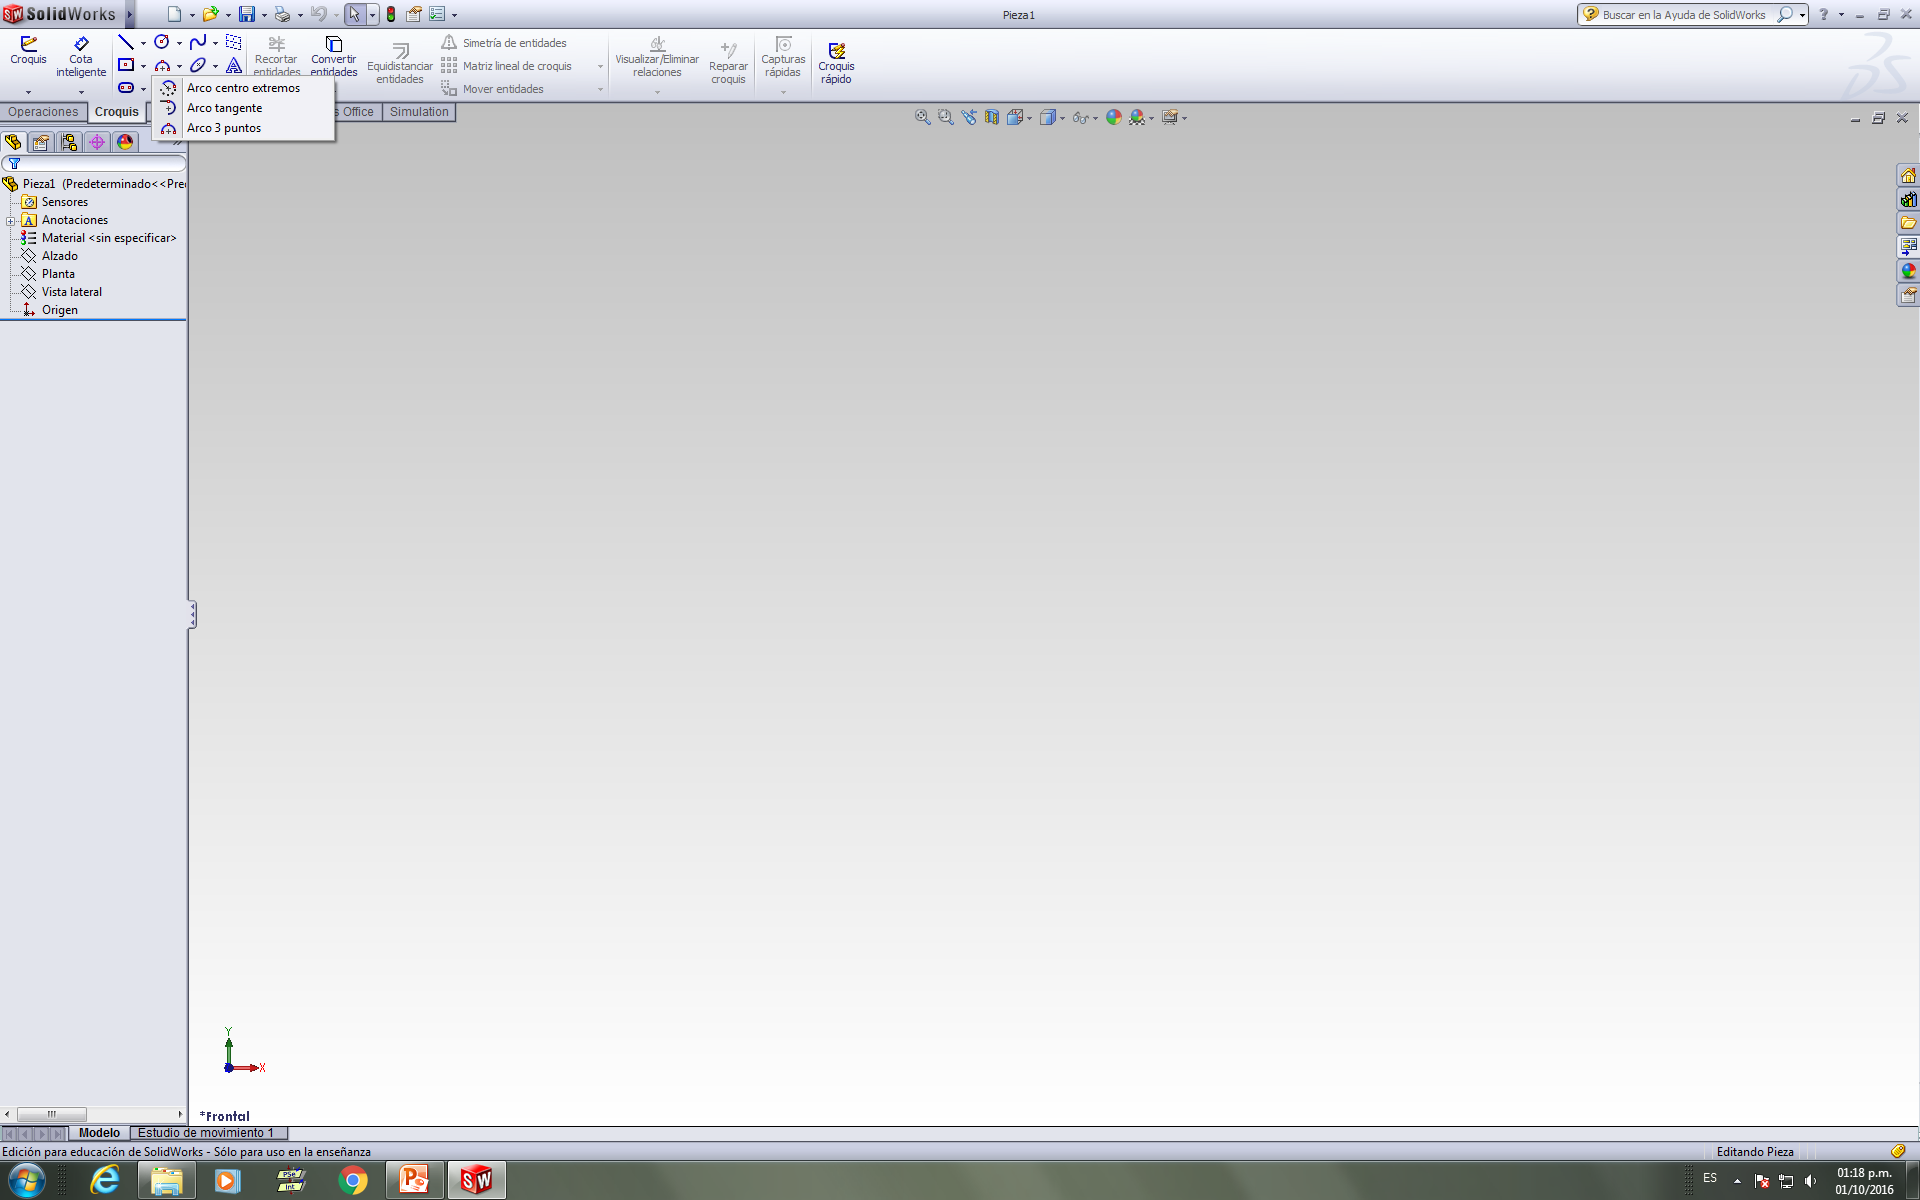 SolidWorks
Pieza1
Buscar en la Ayuda de SolidWorks
Croquis
Cota inteligente
Recortar entidades
Convertir entidades
Equidistanciar entidades
Simetría de entidades
Matriz lineal de croquis
Mover entidades
Visualizar/Eliminar relaciones
Reparar croquis
Capturas rápidas
Croquis rápido
Arco centro extremos
Arco tangente
Arco 3 puntos
Operaciones
Croquis
s Office
Simulation
Pieza1 (Predeterminado<<Pre
Sensores
Anotaciones
Material <sin especificar>
Alzado
Planta
Vista lateral
Origen
Y
X
*Frontal
Modelo
Estudio de movimiento 1
Edición para educación de SolidWorks - Sólo para uso en la enseñanza
Editando Pieza
ES
01:18 p.m.
01/10/2016